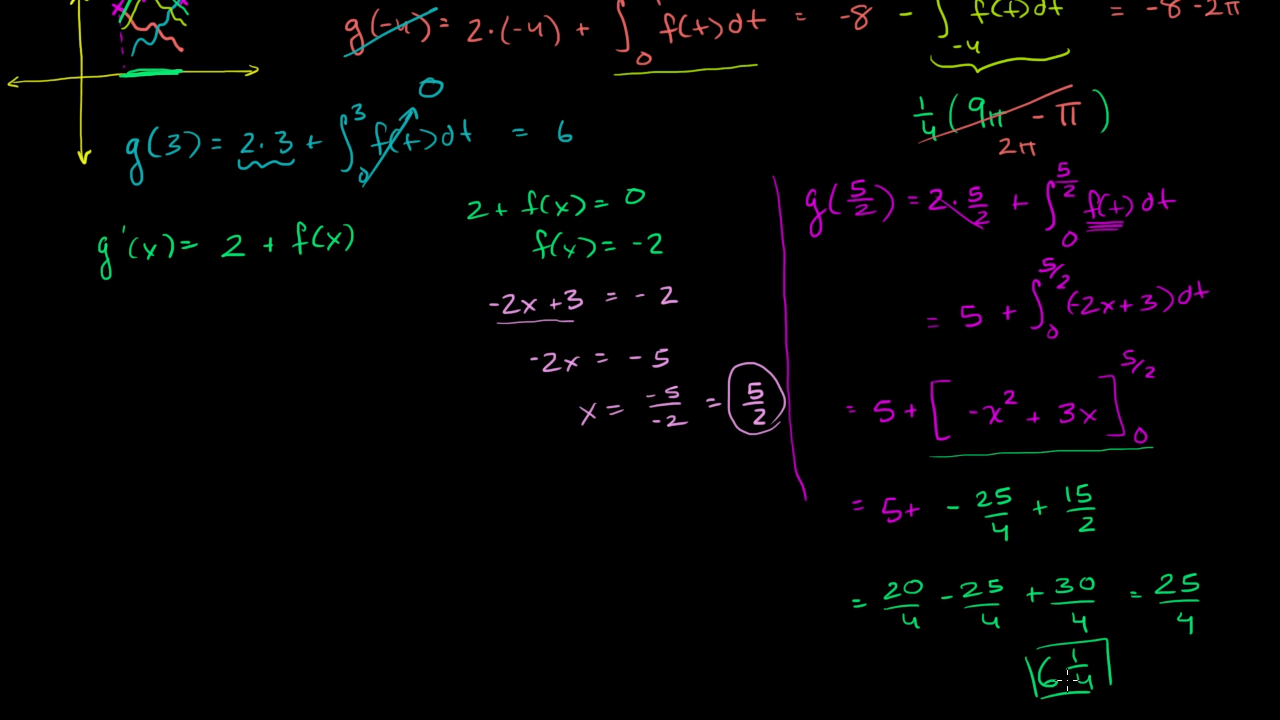 g(-4) = 2·(-4) + ∫₀ f(t)dt = -8 - ∫₋₄ f(t)dt = -8 - 2π
0
1/4 (9π - π)
2π
g(3) = 2·3 + ∫₀³ f(t)dt = 6
2 + f(x) = 0
g(5/2) = 2·5/2 + ∫₀^(5/2) f(t)dt
g'(x) = 2 + f(x)
f(x) = -2
-2x + 3 = -2
= 5 + ∫₀^(5/2) (-2x+3)dt
-2x = -5
x = -5/-2 = 5/2
= 5 + [-x² + 3x]₀^(5/2)
= 5+ - 25/4 + 15/2
= 20/4 - 25/4 + 30/4 = 25/4
6 1/4